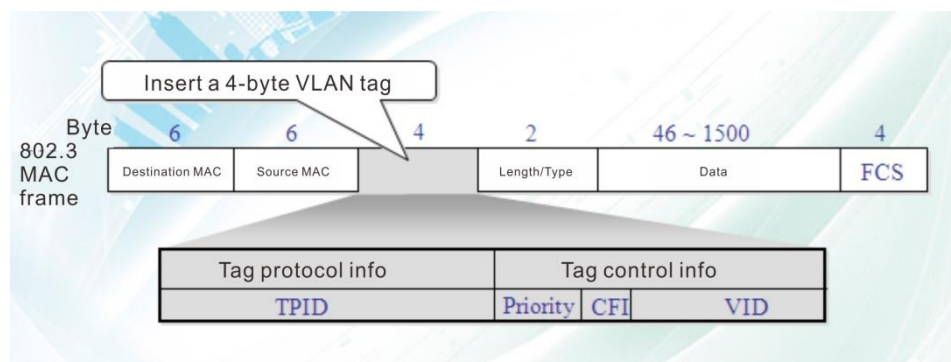 Insert a 4-byte VLAN tag
Byte 6 6 4 2 46 ~ 1500 4
802.3
MAC
frame
Destination MAC Source MAC Length/Type Data FCS
Tag protocol info Tag control info
TPID Priority CFI VID